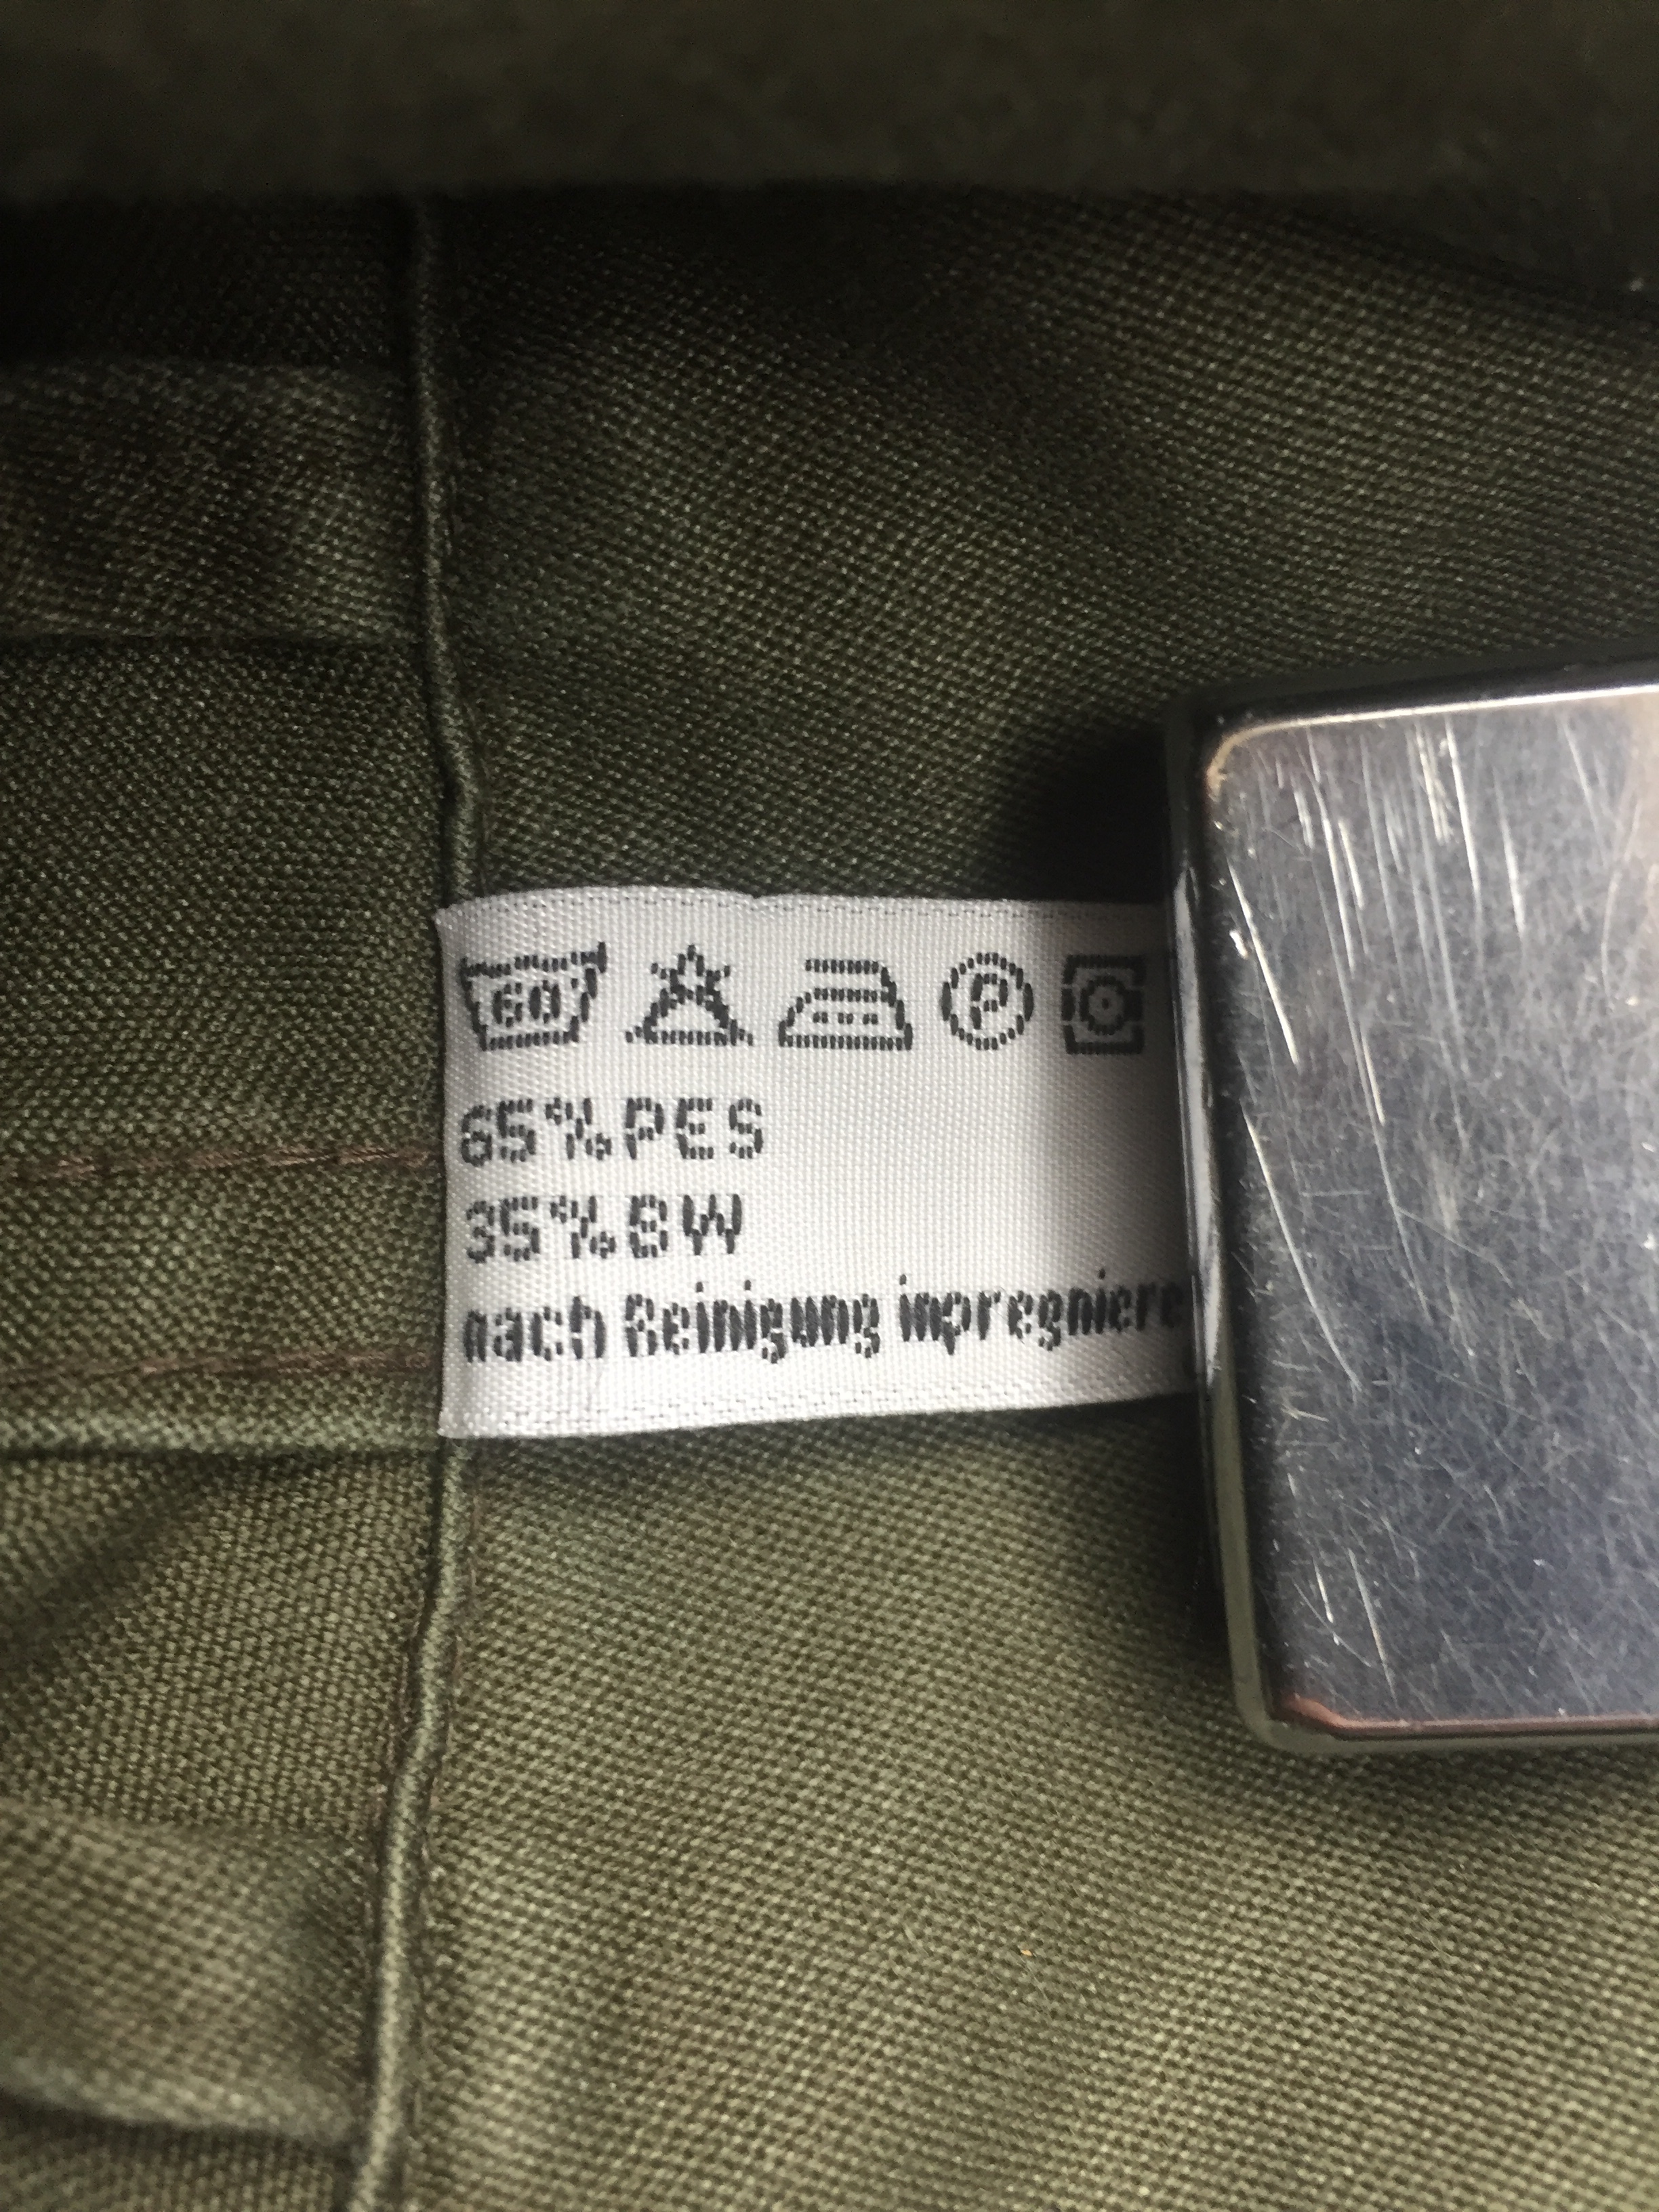 60
P
65%PES
35%BW
nach Reinigung impregniere